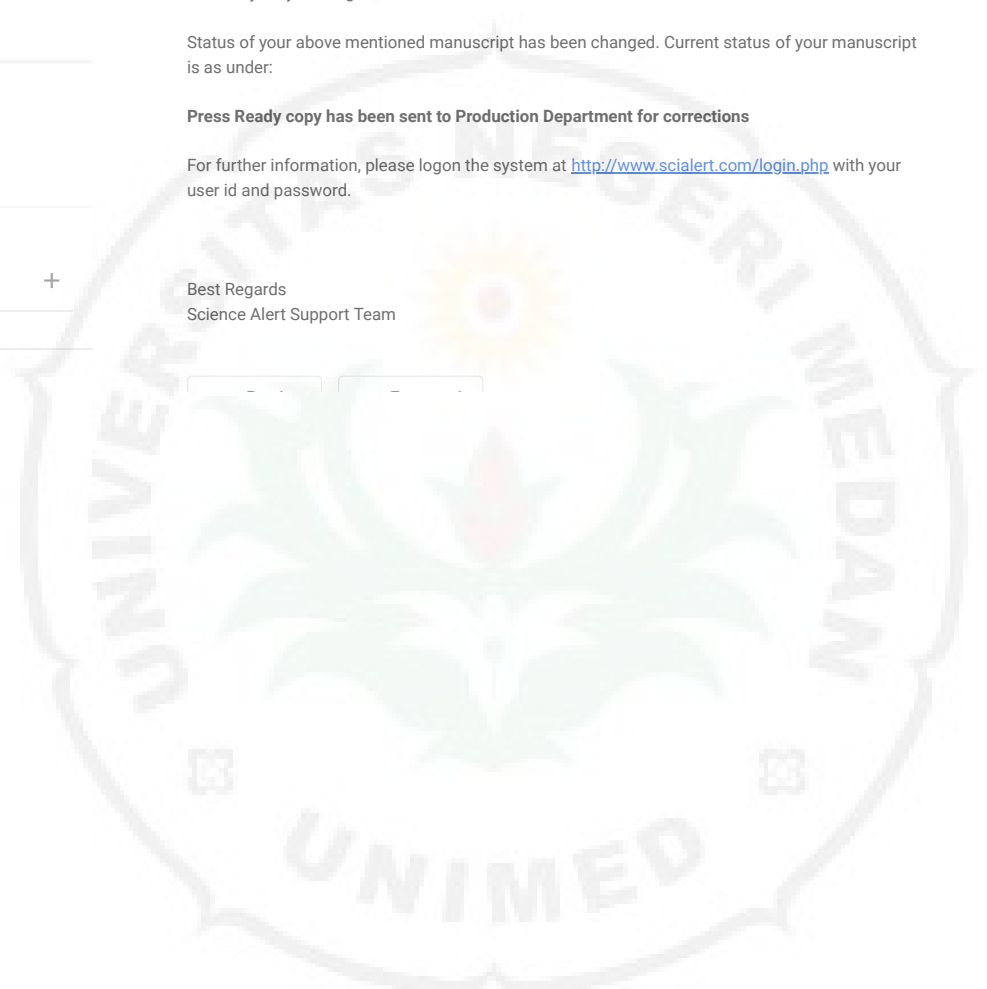 Status of your above mentioned manuscript has been changed. Current status of your manuscript
is as under:
Press Ready copy has been sent to Production Department for corrections
For further information, please logon the system at http://www.scialert.com/login.php with your
user id and password.
+
Best Regards
Science Alert Support Team
UNIVERSITAS NEGERI MEDAN
UNIMED